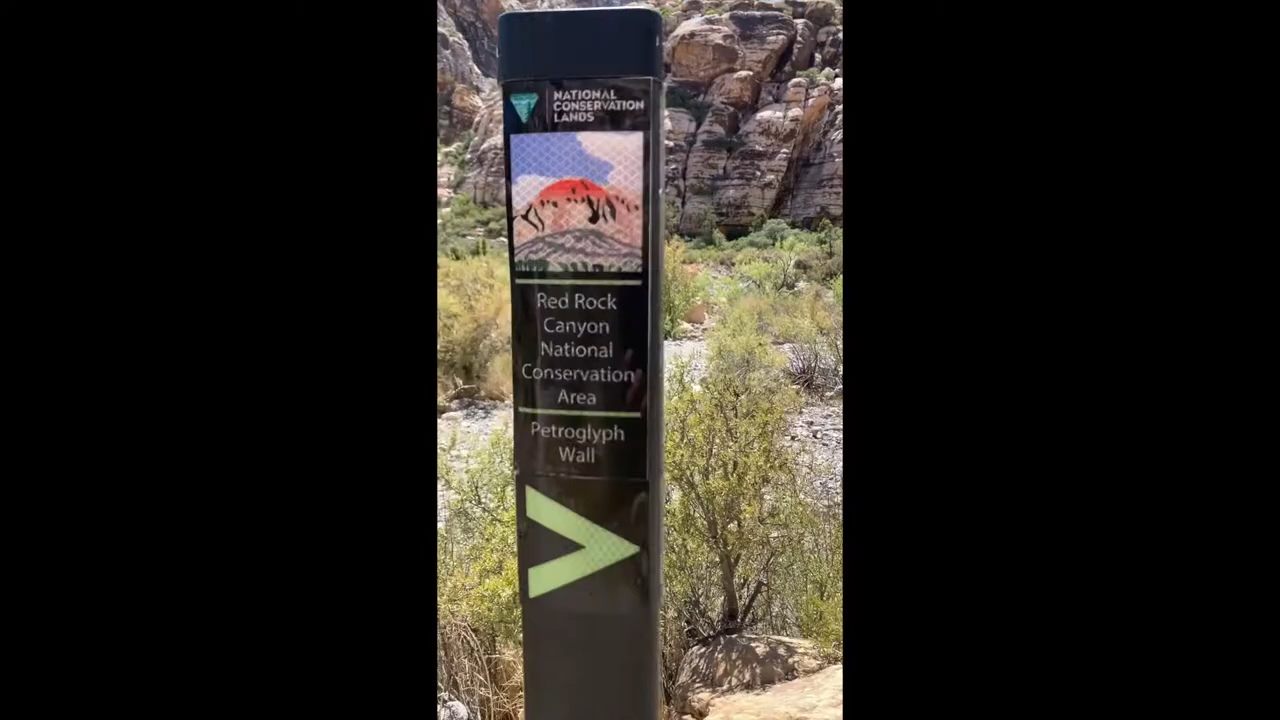 NATIONAL
CONSERVATION
LANDS
Red Rock
Canyon
National
Conservation
Area
Petroglyph
Wall